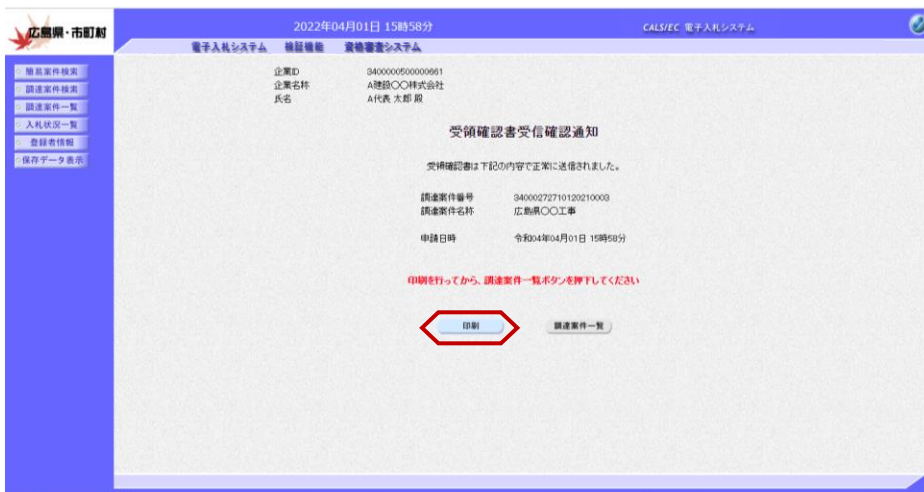 広島県・市町村
2022年04月01日 15時58分
CALS/EC 電子入札システム
電子入札システム 検証機能 資格審査システム
簡易案件検索
調達案件検索
調達案件一覧
入札状況一覧
登録者情報
保存データ表示
企業ID 3400000500000661
企業名称 A建設〇〇株式会社
氏名 A代表 太郎 殿
受領確認書受信確認通知
受領確認書は下記の内容で正常に送信されました。
調達案件番号 34000272710120210003
調達案件名称 広島県〇〇工事
申請日時 令和04年04月01日 15時58分
印刷を行ってから、調達案件一覧ボタンを押下してください
印刷
調達案件一覧